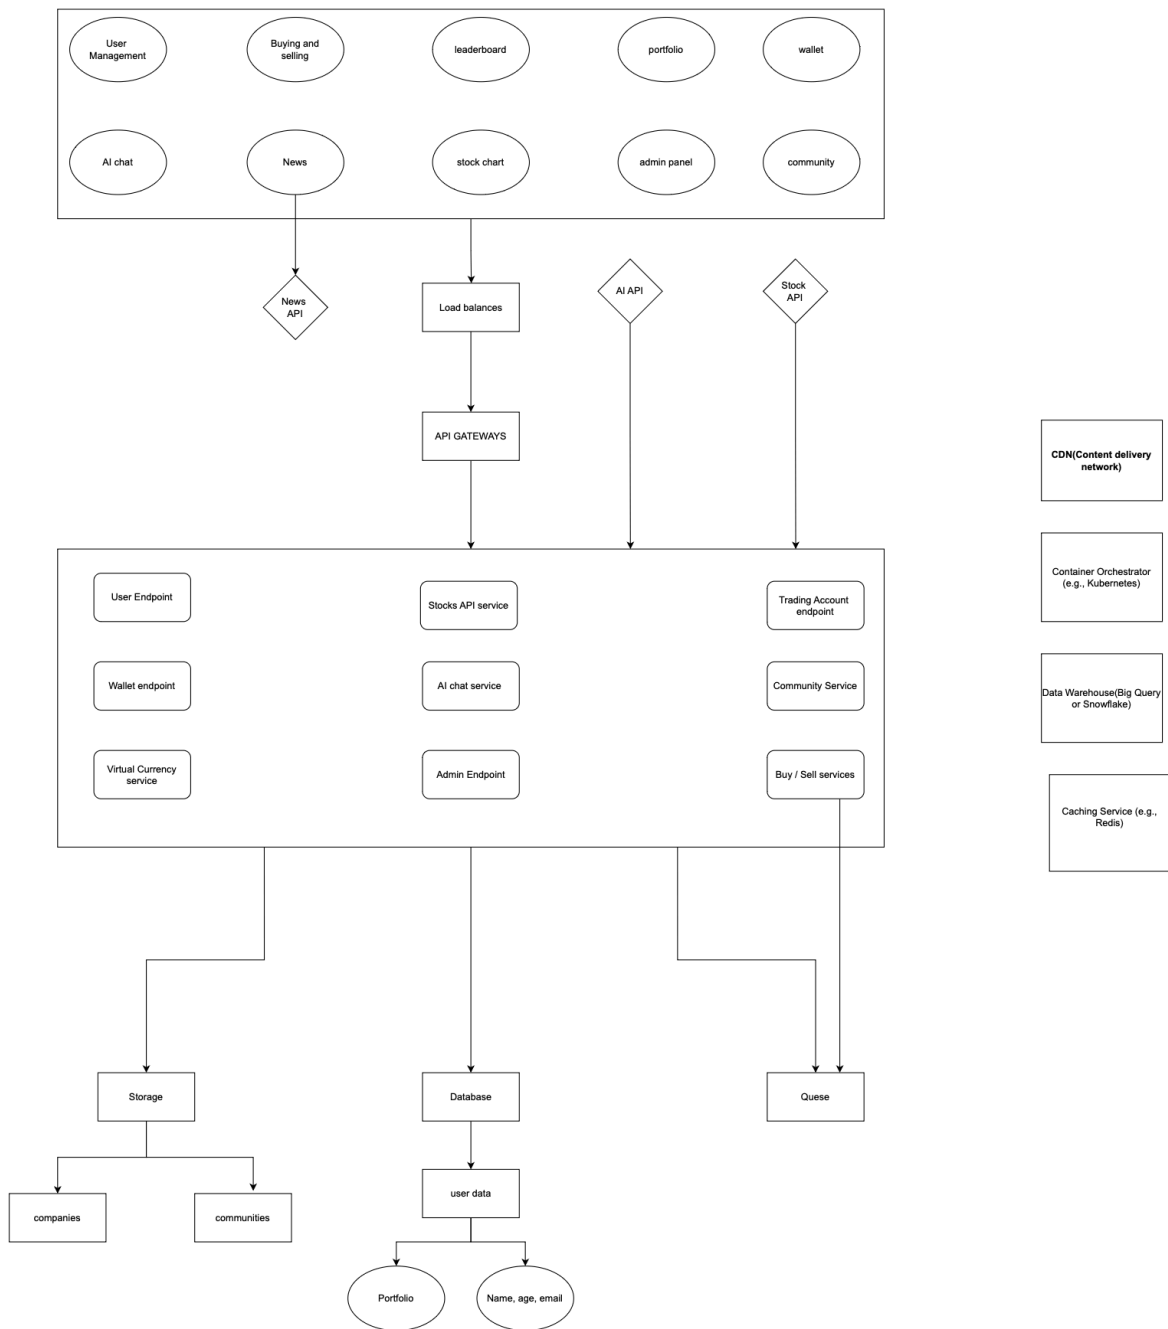 User
Management
Buying and
selling
leaderboard
portfolio
wallet
AI chat
News
stock chart
admin panel
community
News
API
Load balances
AI API
Stock
API
API GATEWAYS
CDN(Content delivery
network)
User Endpoint
Stocks API service
Trading Account
endpoint
Container Orchestrator
(e.g., Kubernetes)
Wallet endpoint
AI chat service
Community Service
Data Warehouse(Big Query
or Snowflake)
Virtual Currency
service
Admin Endpoint
Buy / Sell services
Caching Service (e.g.,
Redis)
Storage
Database
Quese
companies
communities
user data
Portfolio
Name, age, email